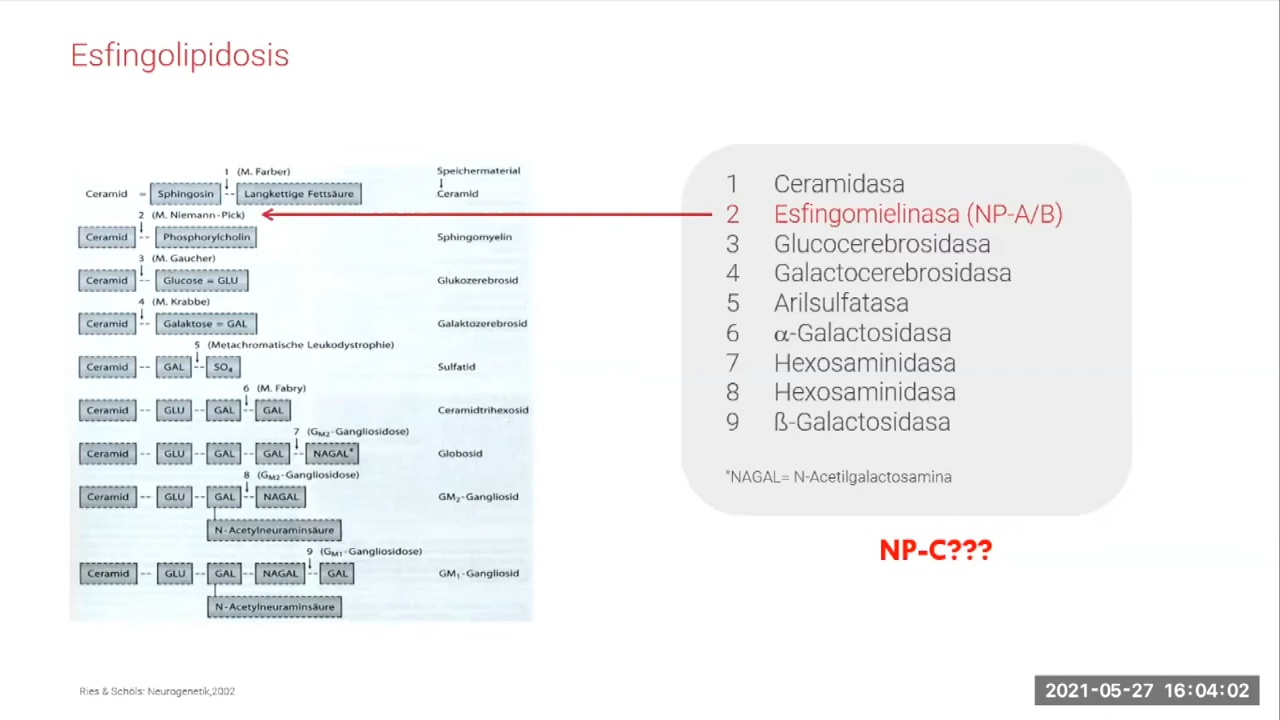 Esfingolipidosis
1 (M. Farber) Speichermaterial
Ceramid = Sphingosin -- Langkettige Fettsäure Ceramid
2 (M. Niemann-Pick)
Ceramid -- Phosphorylcholin Sphingomyelin
3 (M. Gaucher)
Ceramid -- Glucose = GLU Glukozerebrosid
4 (M. Krabbe)
Ceramid -- Galaktose = GAL Galaktozerebrosid
5 (Metachromatische Leukodystrophie)
Ceramid -- GAL -- SO₄ Sulfatid
6 (M. Fabry)
Ceramid -- GLU -- GAL -- GAL Ceramidtrihexosid
7 (GM2-Gangliosidose)
Ceramid -- GLU -- GAL -- GAL -- NAGAL* Globosid
8 (GM2-Gangliosidose)
Ceramid -- GLU -- GAL -- NAGAL GM₂-Gangliosid
N-Acetylneuraminsäure
9 (GM1-Gangliosidose)
Ceramid -- GLU -- GAL -- NAGAL -- GAL GM₁-Gangliosid
N-Acetylneuraminsäure
1 Ceramidasa
2 Esfingomielinasa (NP-A/B)
3 Glucocerebrosidasa
4 Galactocerebrosidasa
5 Arilsulfatasa
6 α-Galactosidasa
7 Hexosaminidasa
8 Hexosaminidasa
9 ß-Galactosidasa
*NAGAL= N-Acetilgalactosamina
NP-C???
Ries & Schöls: Neurogenetik,2002
2021-05-27 16:04:02